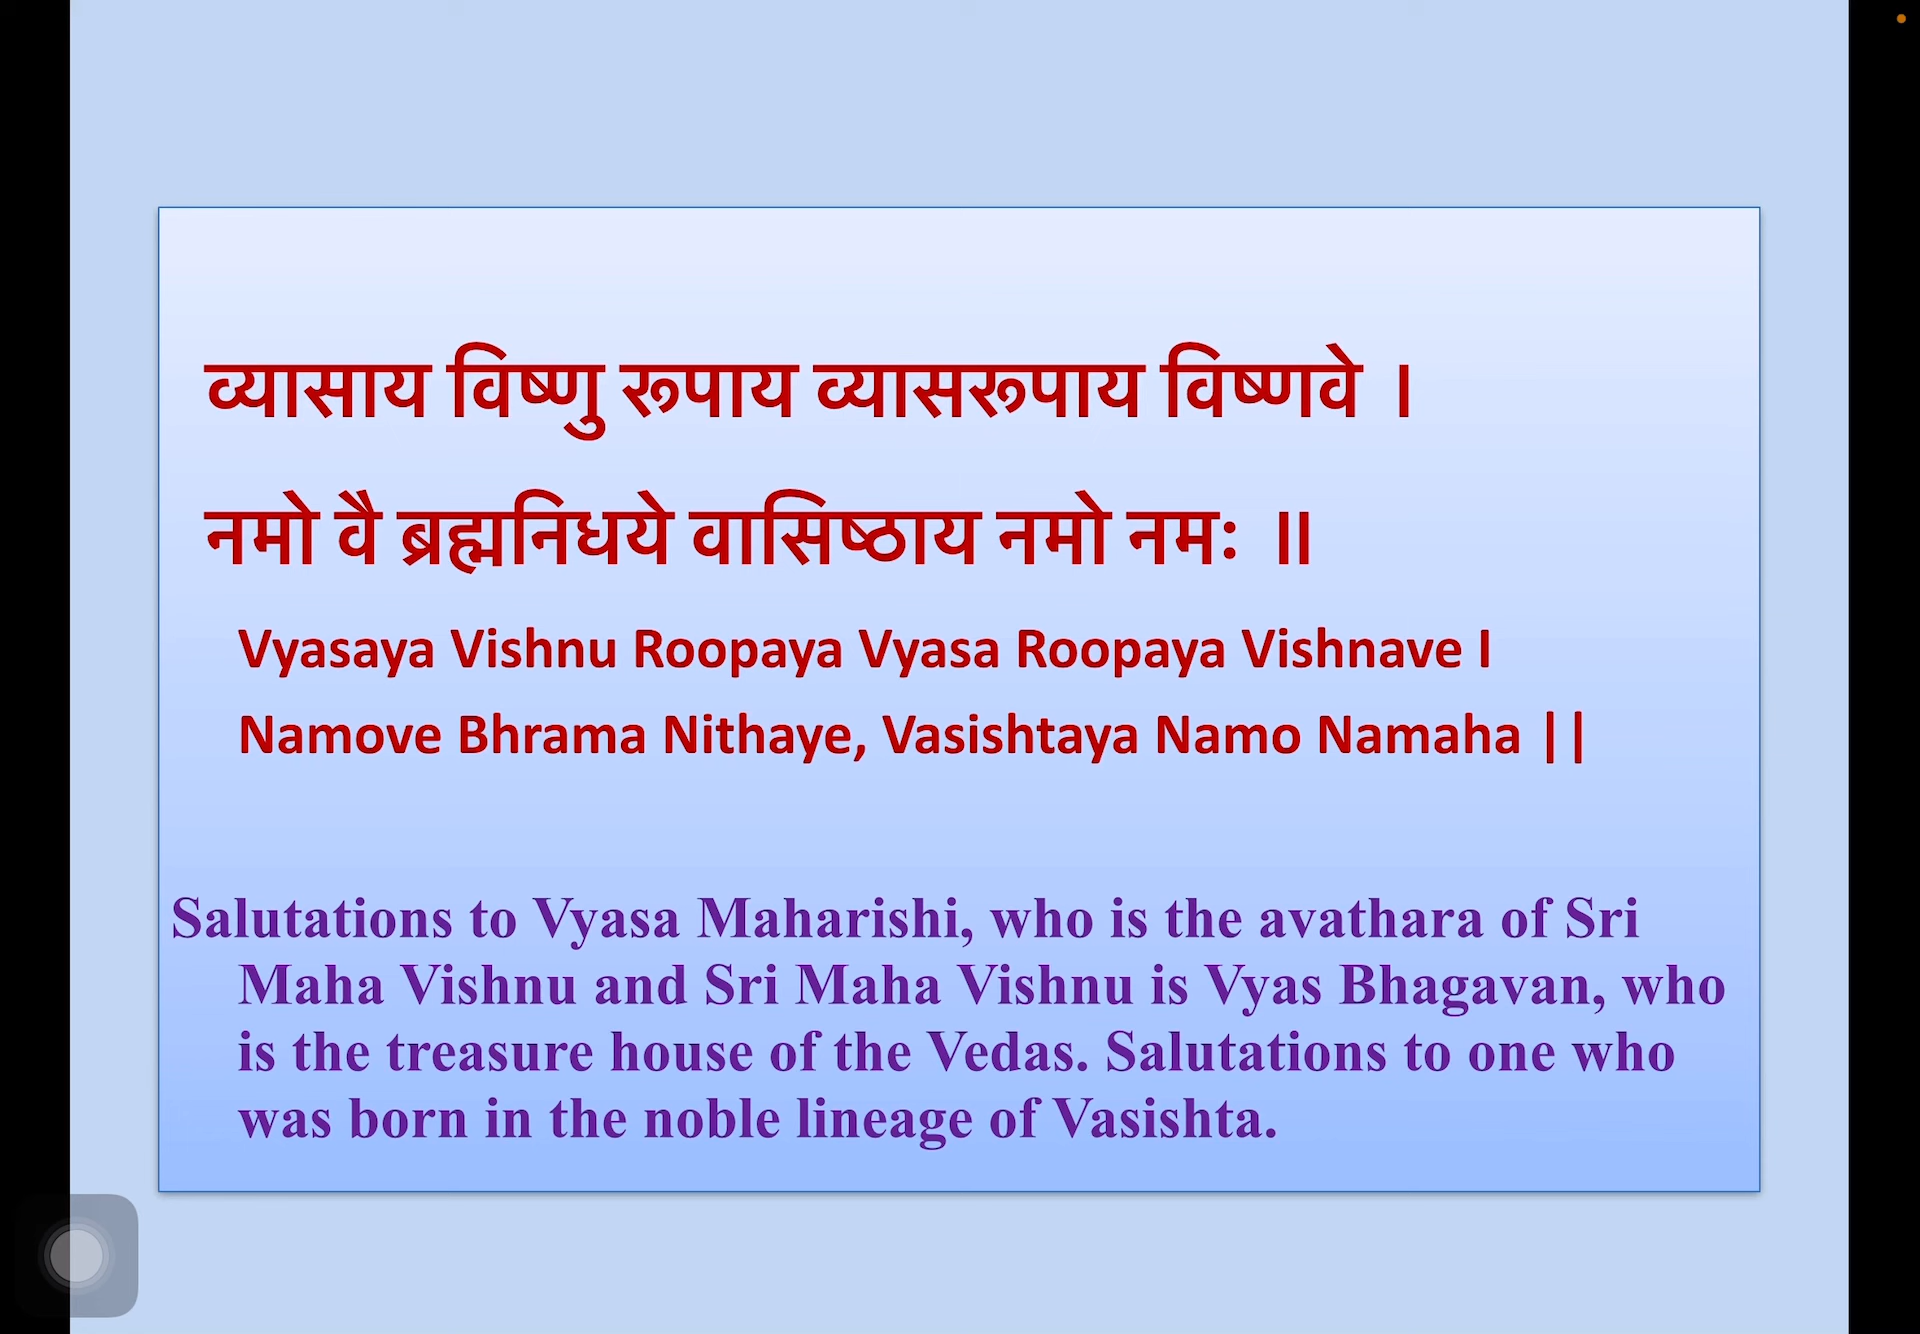 व्यासाय विष्णु रूपाय व्यासरूपाय विष्णवे ।
नमो वै ब्रह्मनिधये वासिष्ठाय नमो नमः ॥
Vyasaya Vishnu Roopaya Vyasa Roopaya Vishnave I
Namove Bhrama Nithaye, Vasishtaya Namo Namaha ||
Salutations to Vyasa Maharishi, who is the avathara of Sri
Maha Vishnu and Sri Maha Vishnu is Vyas Bhagavan, who
is the treasure house of the Vedas. Salutations to one who
was born in the noble lineage of Vasishta.